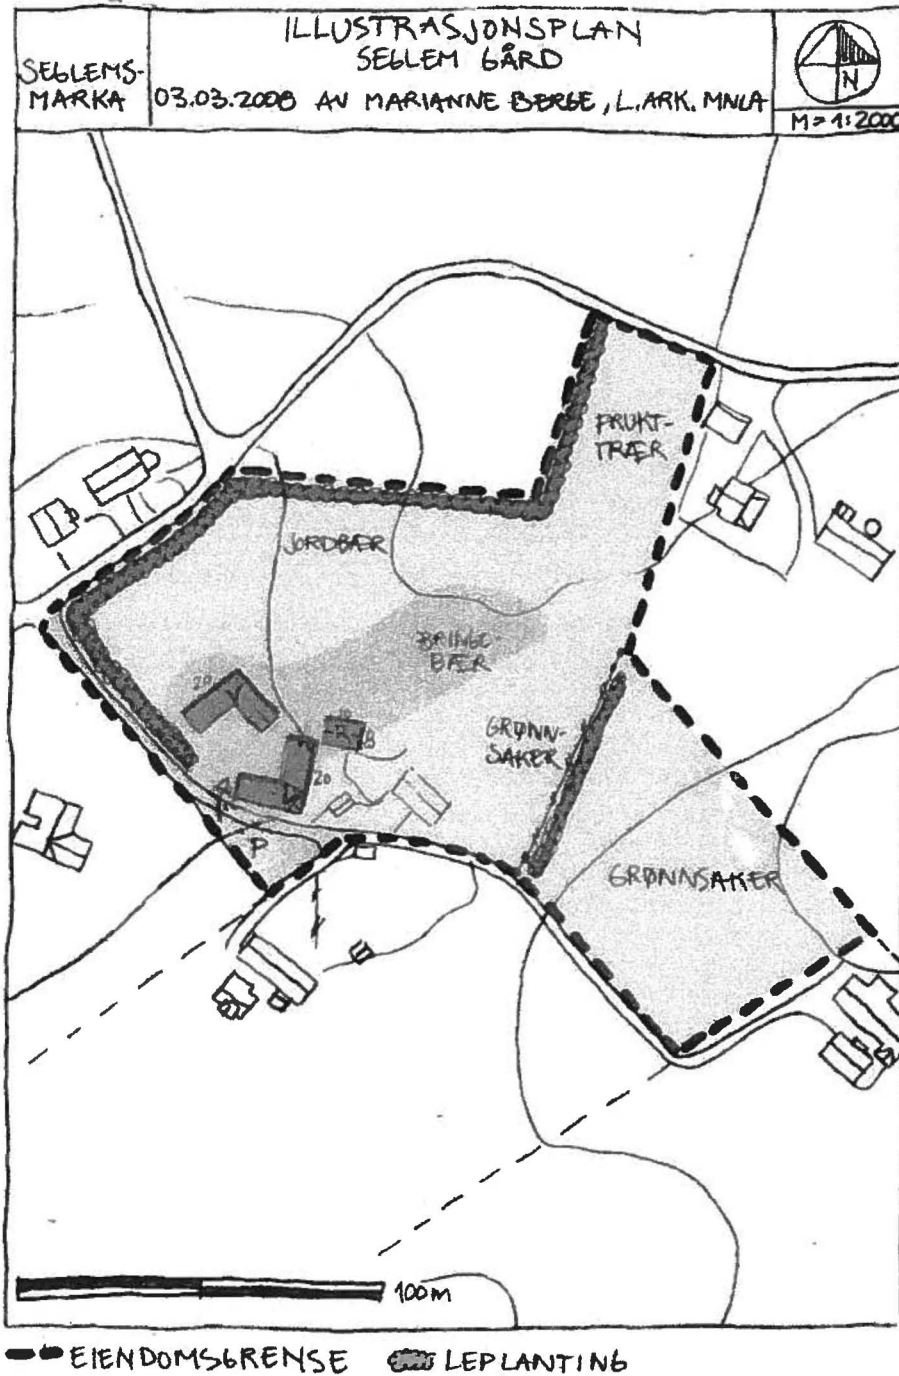 ILLUSTRASJONSPLAN
SEGLEM GÅRD
SEGLEMS-
MARKA
03.03.2008 AV MARIANNE BERGE, L.ARK. MNLA
N
M=1:2000
FRUKT-
TRÆR
JORDBÆR
BRINGE-
BÆR
20
GRØNN-
SAKER
20
P
GRØNNSAKER
100m
EIENDOMSGRENSE
LEPLANTING